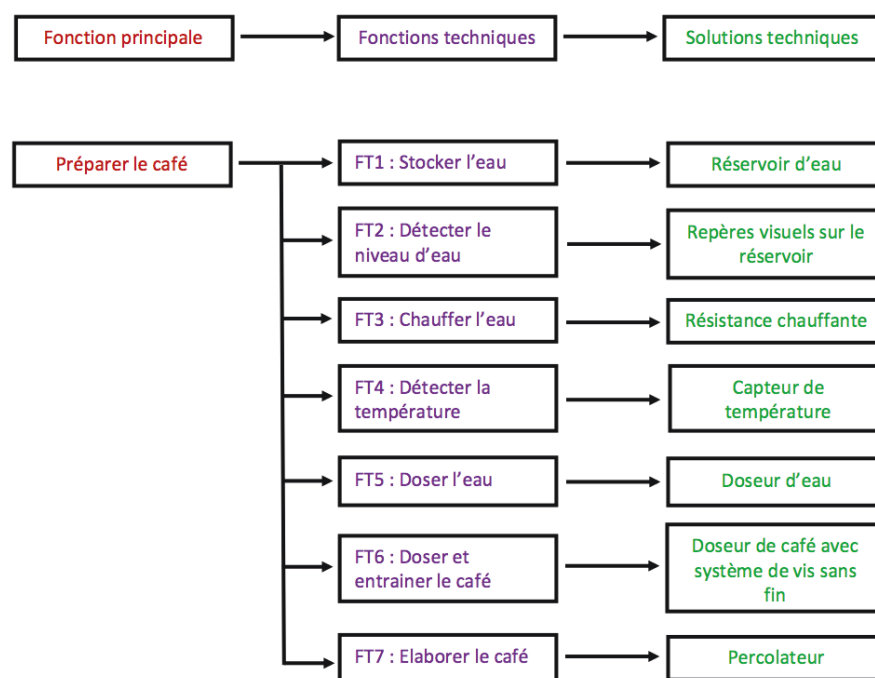 Fonction principale
Fonctions techniques
Solutions techniques
Préparer le café
FT1 : Stocker l'eau
Réservoir d'eau
FT2 : Détecter le
niveau d'eau
Repères visuels sur le
réservoir
FT3 : Chauffer l'eau
Résistance chauffante
FT4 : Détecter la
température
Capteur de
température
FT5 : Doser l'eau
Doseur d'eau
FT6 : Doser et
entrainer le café
Doseur de café avec
système de vis sans
fin
FT7 : Elaborer le café
Percolateur